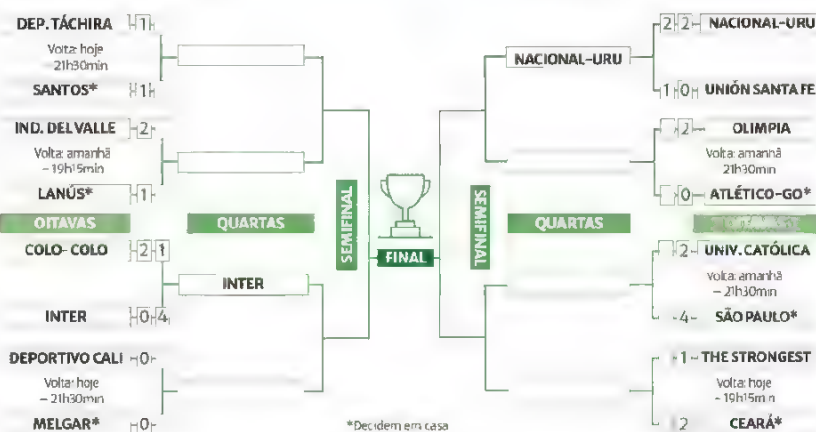 DEP. TÁCHIRA 1
Volta: hoje
21h30min
SANTOS* 1
IND. DEL VALLE 2
Volta: amanhã
– 19h15min
LANÚS* 1
OITAVAS
QUARTAS
SEMIFINAL
COLO-COLO 2 1
INTER
INTER 0 4
DEPORTIVO CALI 0
Volta: hoje
– 21h30min
MELGAR* 0
FINAL
*Decidem em casa
2 2 NACIONAL-URU
NACIONAL-URU
1 0 UNIÓN SANTA FE
2 OLIMPIA
Volta: amanhã
21h30min
0 ATLÉTICO-GO*
SEMIFINAL
QUARTAS
2 UNIV. CATÓLICA
Volta: amanhã
– 21h30min
4 SÃO PAULO*
1 THE STRONGEST
Volta: hoje
– 19h15min
2 CEARÁ*